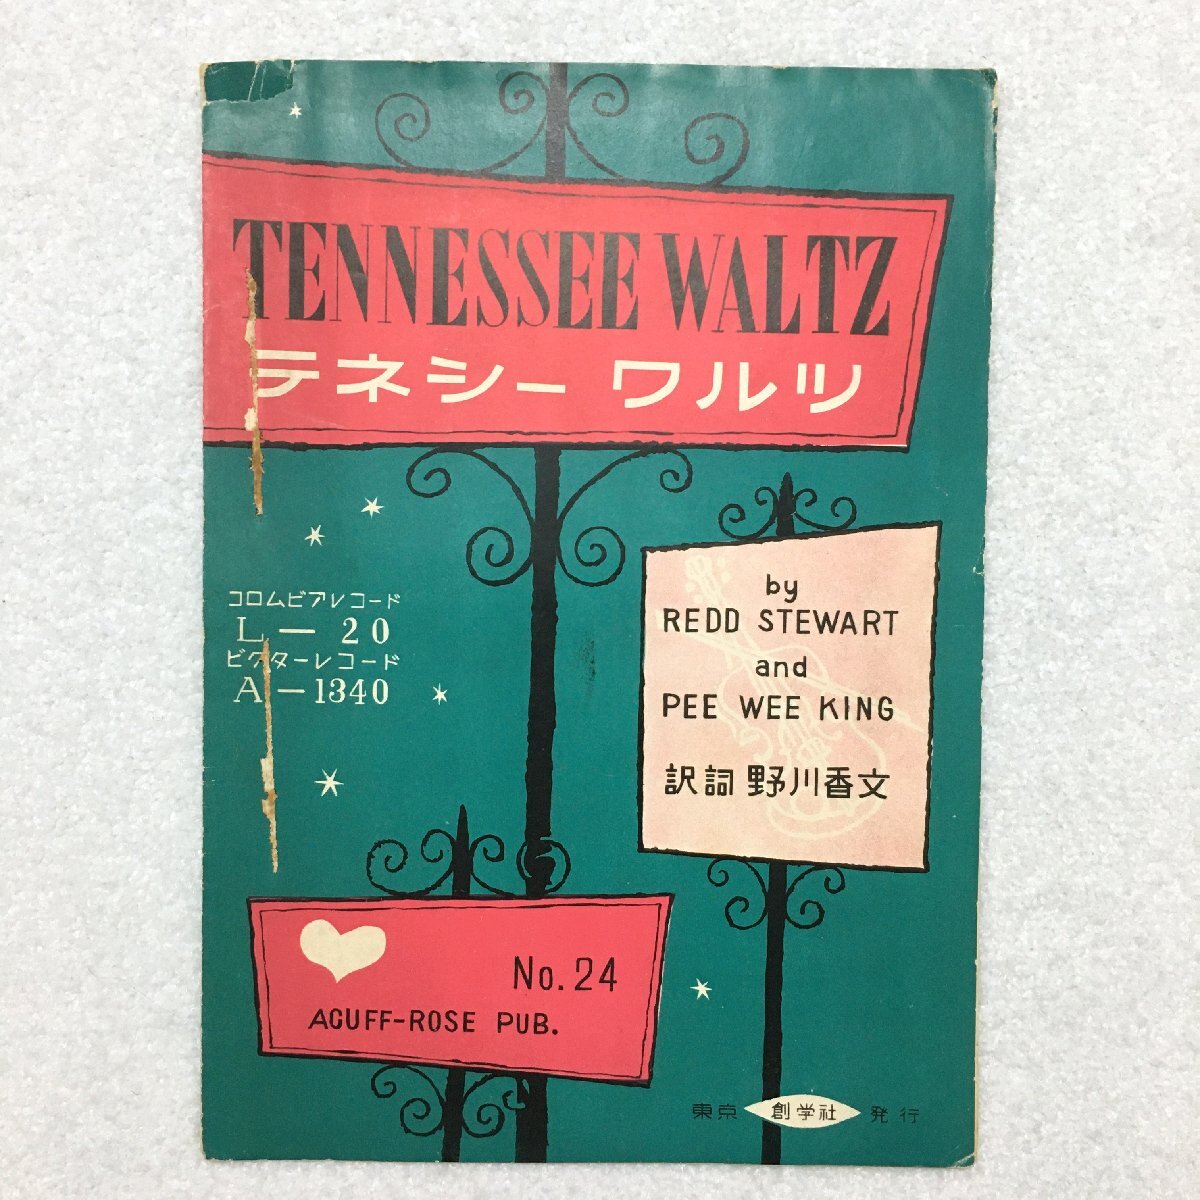 TENNESSEE WALTZ
テネシー ワルツ
コロムビアレコード
L — 20
ビクターレコード
A — 1340
by
REDD STEWART
and
PEE WEE KING
訳詞 野川香文
No. 24
ACUFF-ROSE PUB.
東京 創学社 発行